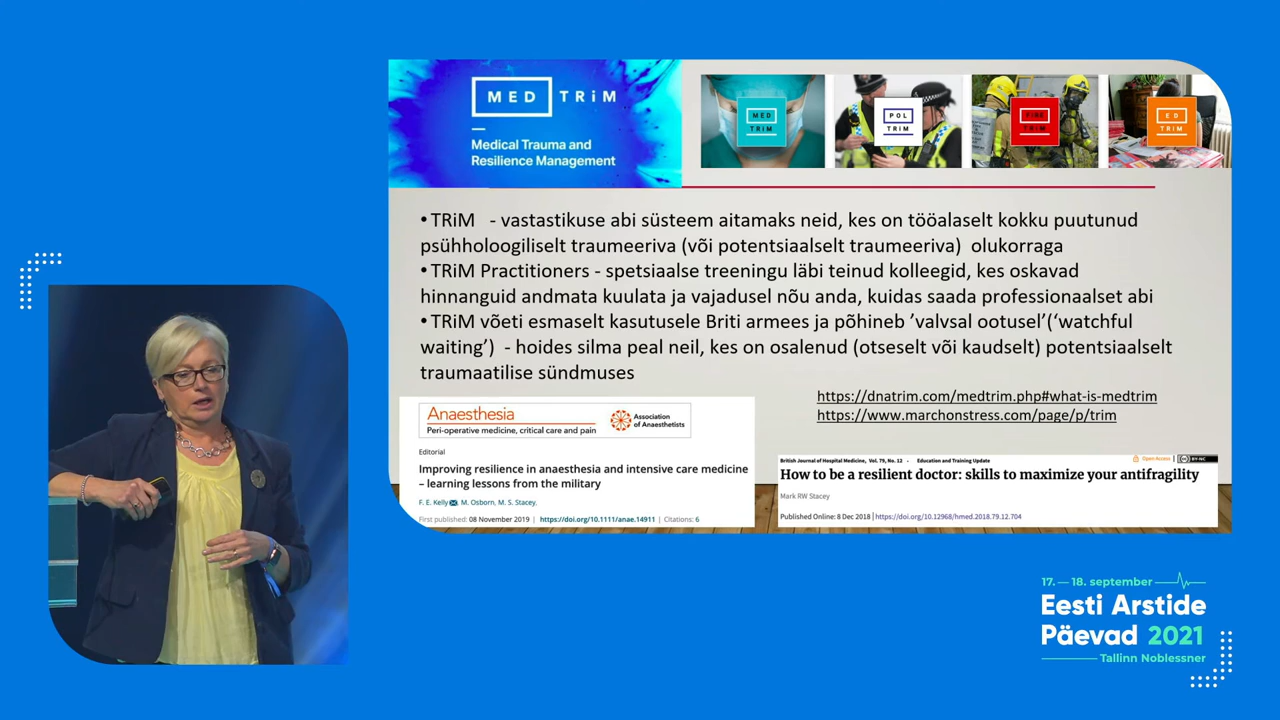 MED TRiM
Medical Trauma and
Resilience Management
MED
TRIM
POL
TRIM
FIRE
TRIM
ED
TRIM
•TRiM - vastastikuse abi süsteem aitamaks neid, kes on tööalaselt kokku puutunud
psühholoogiliselt traumeeriva (või potentsiaalselt traumeeriva) olukorraga
•TRiM Practitioners - spetsiaalse treeningu läbi teinud kolleegid, kes oskavad
hinnanguid andmata kuulata ja vajadusel nõu anda, kuidas saada professionaalset abi
•TRiM võeti esmaselt kasutusele Briti armees ja põhineb ’valvsal ootusel’(‘watchful
waiting’) - hoides silma peal neil, kes on osalenud (otseselt või kaudselt) potentsiaalselt
traumaatilise sündmuses
https://dnatrim.com/medtrim.php#what-is-medtrim
https://www.marchonstress.com/page/p/trim
Anaesthesia
Peri-operative medicine, critical care and pain
Association
of Anaesthetists
Editorial
Improving resilience in anaesthesia and intensive care medicine
– learning lessons from the military
F. E. Kelly, M. Osborn, M. S. Stacey.
First published: 08 November 2019 | https://doi.org/10.1111/anae.14911 | Citations: 6
British Journal of Hospital Medicine, Vol. 79, No. 12 - Education and Training Update
Open Access
CC BY-NC
How to be a resilient doctor: skills to maximize your antifragility
Mark RW Stacey
Published Online: 8 Dec 2018 | https://doi.org/10.12968/hmed.2018.79.12.704
17. — 18. september
Eesti Arstide
Päevad 2021
Tallinn Noblessner